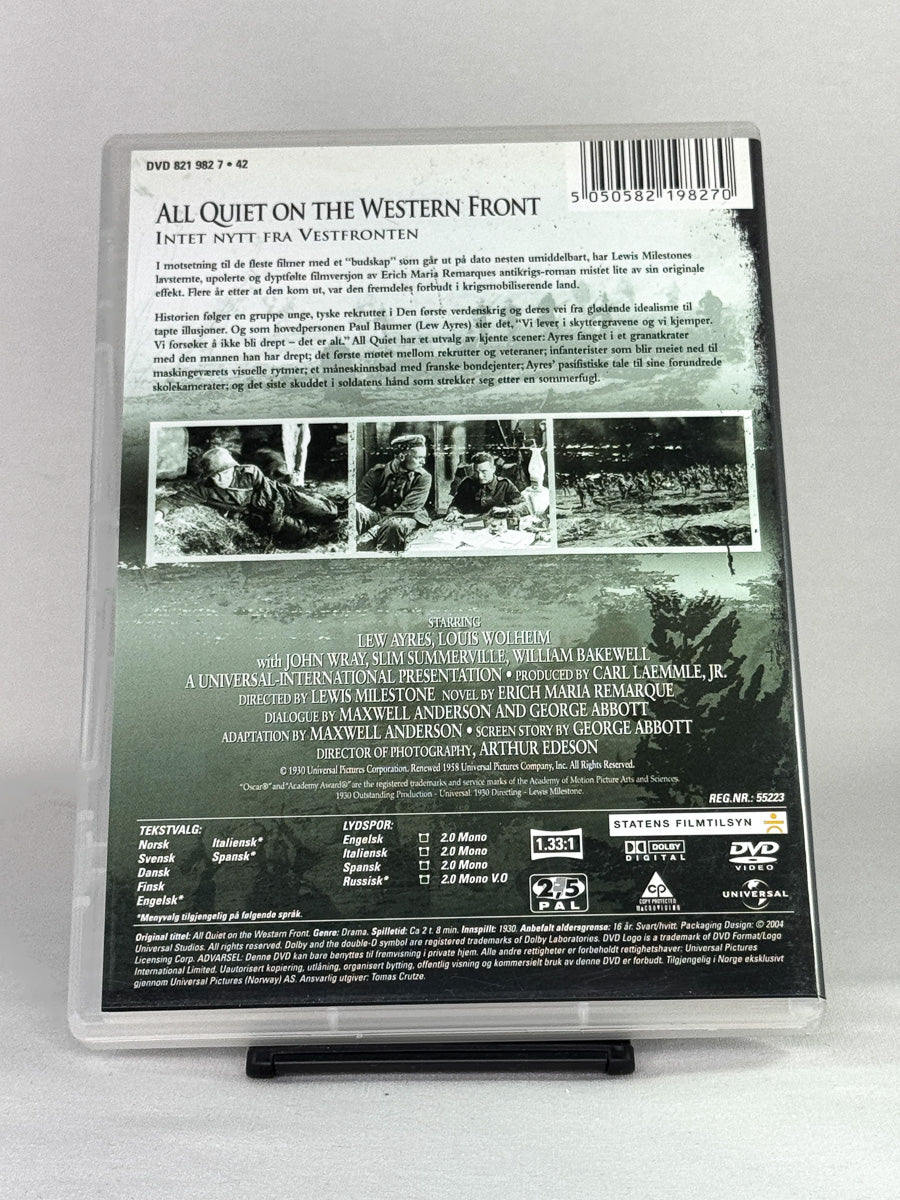 DVD 821 982 7 • 42
5 050582 198270
ALL QUIET ON THE WESTERN FRONT
INTET NYTT FRA VESTFRONTEN
I motsetning til de fleste filmer med et "budskap" som går ut på dato nesten umiddelbart, har Lewis Milestones
lavstemte, upolerte og dyptfølte filmversjon av Erich Maria Remarques antikrigs-roman mistet lite av sin originale
effekt. Flere år etter at den kom ut, var den fremdeles forbudt i krigsmobiliserende land.
Historien følger en gruppe unge, tyske rekrutter i Den første verdenskrig og deres vei fra glødende idealisme til
tapte illusjoner. Og som hovedpersonen Paul Baumer (Lew Ayres) sier det, "Vi lever i skyttergravene og vi kjemper.
Vi forsøker å ikke bli drept – det er alt." All Quiet har et utvalg av kjente scener: Ayres fanget i et granatkrater
med den mannen han har drept; det første møtet mellom rekrutter og veteraner; infanterister som blir meiet ned til
maskingeværets visuelle rytmer; et måneskinnsbad med franske bondejenter; Ayres' pasifistiske tale til sine forundrede
skolekamerater; og det siste skuddet i soldatens hånd som strekker seg etter en sommerfugl.
STARRING
LEW AYRES, LOUIS WOLHEIM
with JOHN WRAY, SLIM SUMMERVILLE, WILLIAM BAKEWELL
A UNIVERSAL-INTERNATIONAL PRESENTATION • PRODUCED BY CARL LAEMMLE, JR.
DIRECTED BY LEWIS MILESTONE NOVEL BY ERICH MARIA REMARQUE
DIALOGUE BY MAXWELL ANDERSON AND GEORGE ABBOTT
ADAPTATION BY MAXWELL ANDERSON • SCREEN STORY BY GEORGE ABBOTT
DIRECTOR OF PHOTOGRAPHY, ARTHUR EDESON
© 1930 Universal Pictures Corporation. Renewed 1958 Universal Pictures Company, Inc. All Rights Reserved.
"Oscar®" and "Academy Award®" are the registered trademarks and service marks of the Academy of Motion Picture Arts and Sciences.
1930 Outstanding Production - Universal. 1930 Directing - Lewis Milestone.
REG.NR.: 55223
STATENS FILMTILSYN
TEKSTVALG:
Norsk
Svensk
Dansk
Finsk
Engelsk*
Italiensk*
Spansk*
*Menyvalg tilgjengelig på følgende språk.
LYDSPOR:
Engelsk 2.0 Mono
Italiensk 2.0 Mono
Spansk 2.0 Mono
Russisk* 2.0 Mono V.O
1.33:1
2,5
PAL
DOLBY
DIGITAL
DVD
VIDEO
CP
COPY PROTECTED
MACROVISION
UNIVERSAL
Original tittel: All Quiet on the Western Front. Genre: Drama. Spilletid: Ca 2 t. 8 min. Innspilt: 1930. Anbefalt aldersgrense: 16 år. Svart/hvitt. Packaging Design: © 2004
Universal Studios. All rights reserved. Dolby and the double-D symbol are registered trademarks of Dolby Laboratories. DVD Logo is a trademark of DVD Format/Logo
Licensing Corp. ADVARSEL: Denne DVD kan bare benyttes til fremvisning i private hjem. Alle andre rettigheter er forbeholdt rettighetshaver: Universal Pictures
International Limited. Uautorisert kopiering, utlåning, organisert bytting, offentlig visning og kommersielt bruk av denne DVD er forbudt. Tilgjengelig i Norge eksklusivt
gjennom Universal Pictures (Norway) AS. Ansvarlig utgiver: Tomas Crutze.